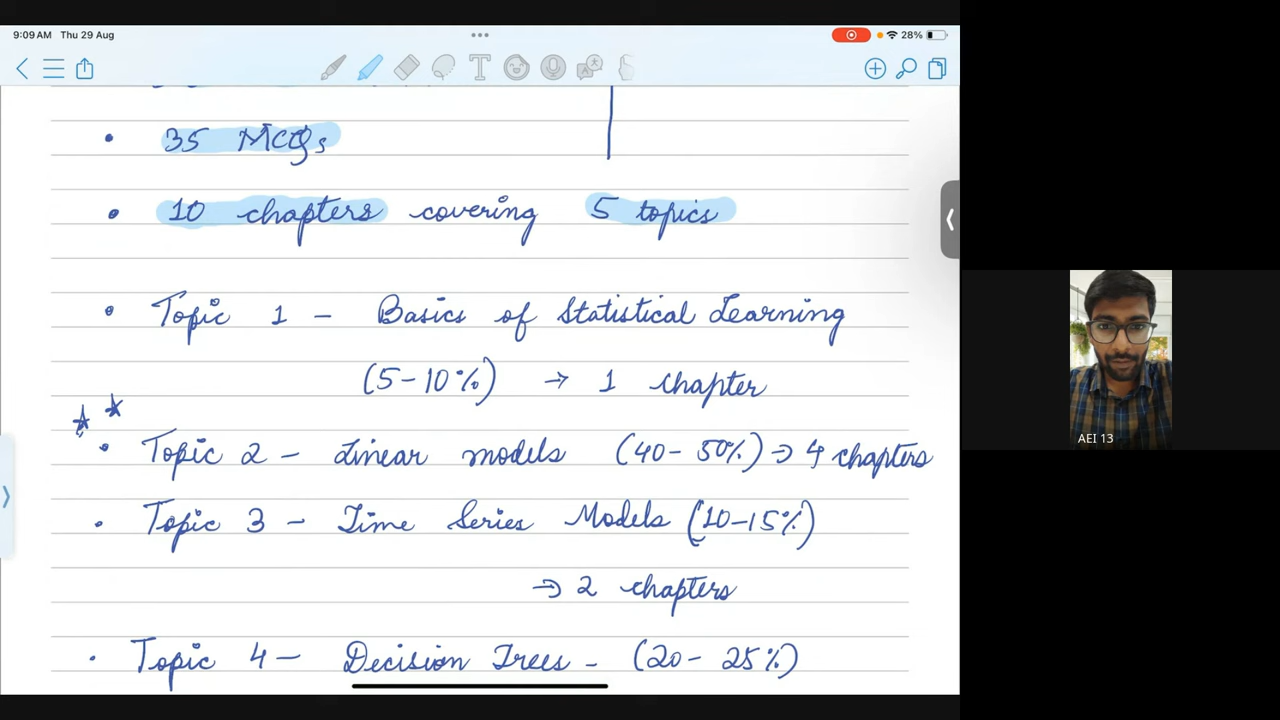 9:09 AM Thu 29 Aug
28%
• 35 MCQs
• 10 chapters covering 5 topics
• Topic 1 - Basics of Statistical Learning
(5-10%) → 1 chapter
• Topic 2 - Linear models (40-50%) → 4 chapters
• Topic 3 - Time Series Models (10-15%)
→ 2 chapters
• Topic 4 - Decision Trees - (20-25%)
AEI 13